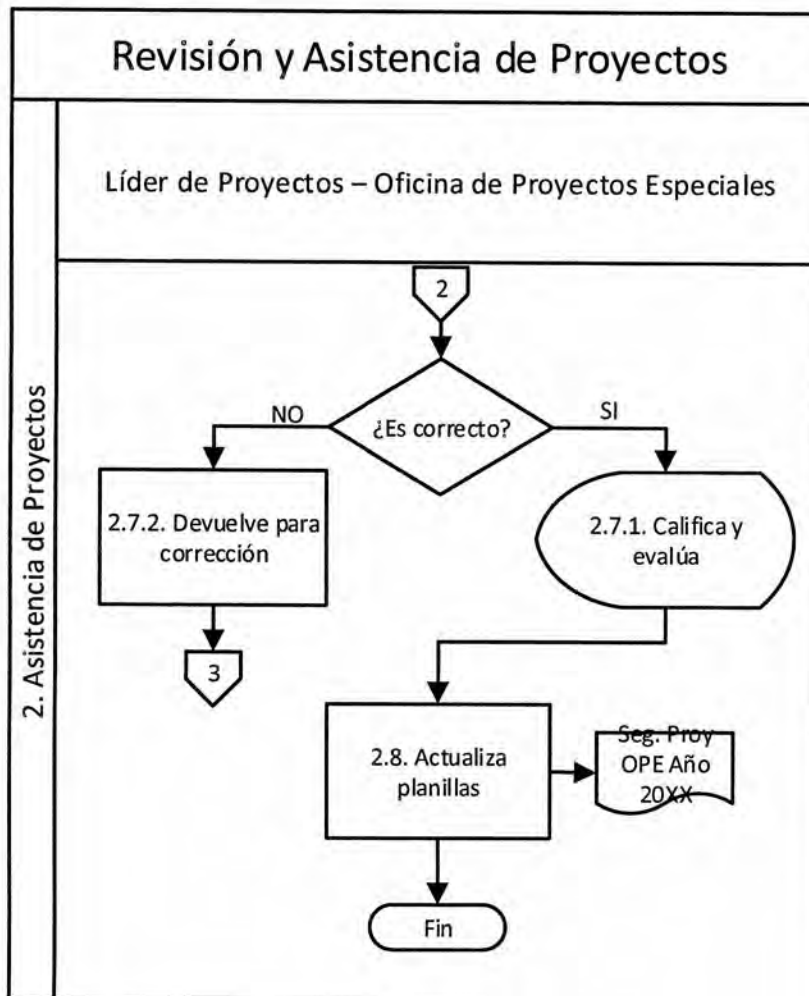 Revisión y Asistencia de Proyectos
Líder de Proyectos – Oficina de Proyectos Especiales
2. Asistencia de Proyectos
2
¿Es correcto?
NO
SI
2.7.2. Devuelve para
corrección
2.7.1. Califica y
evalúa
3
2.8. Actualiza
planillas
Seg. Proy
OPE Año
20XX
Fin